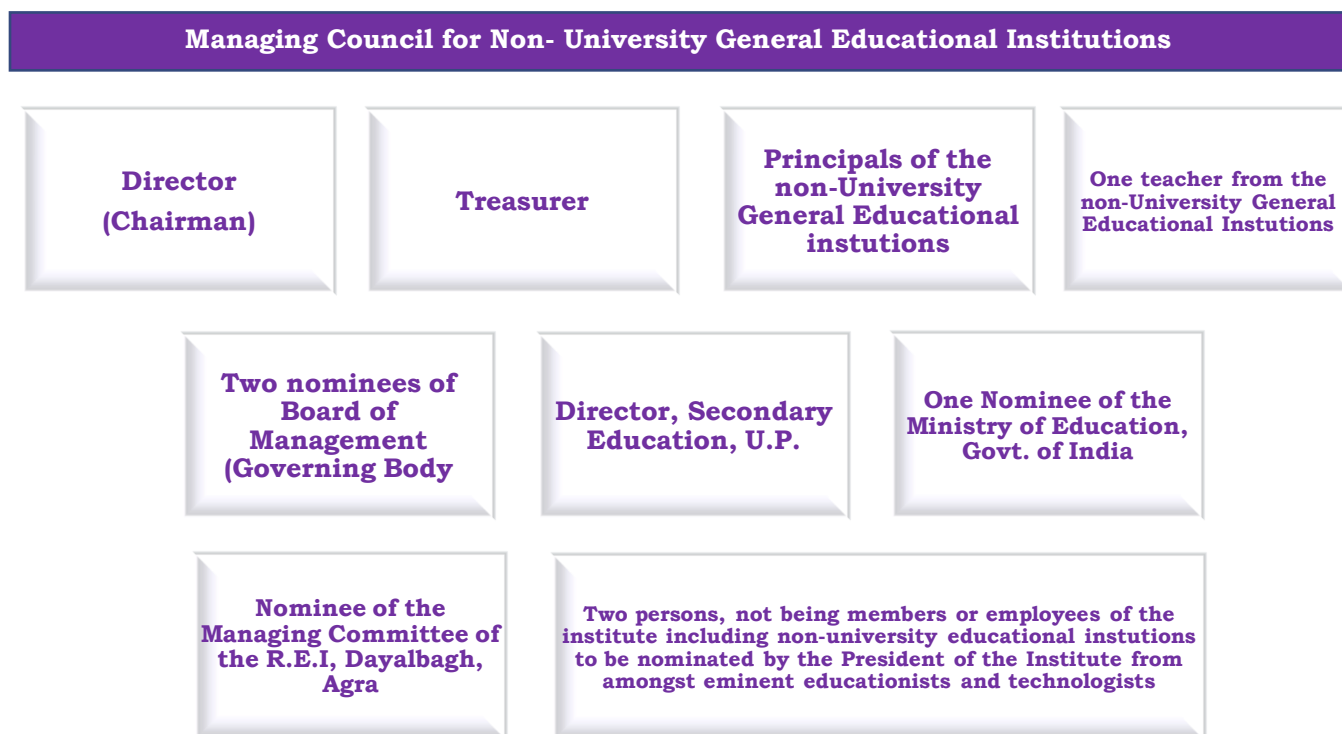 Managing Council for Non- University General Educational Institutions
Director
(Chairman)
Treasurer
Principals of the
non-University
General Educational
instutions
One teacher from the
non-University General
Educational Instutions
Two nominees of
Board of
Management
(Governing Body
Director, Secondary
Education, U.P.
One Nominee of the
Ministry of Education,
Govt. of India
Nominee of the
Managing Committee of
the R.E.I, Dayalbagh,
Agra
Two persons, not being members or employees of the
institute including non-university educational instutions
to be nominated by the President of the Institute from
amongst eminent educationists and technologists